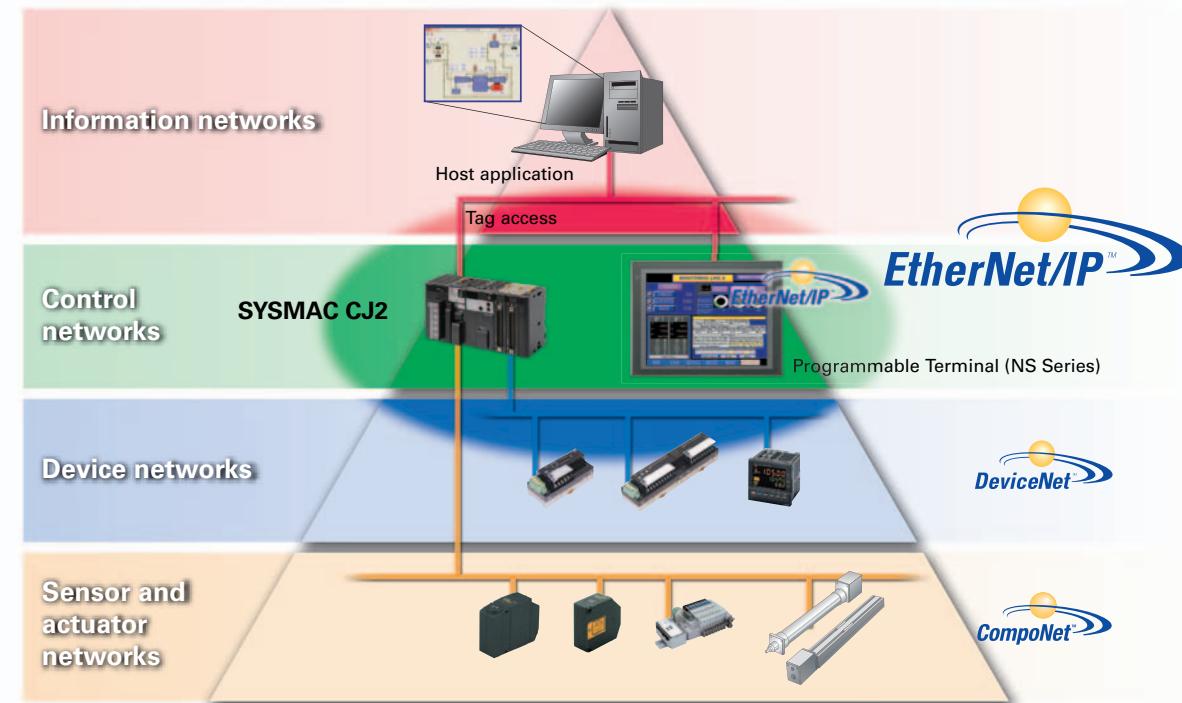 Information networks
Host application
Tag access
EtherNet/IP™
Control
networks
SYSMAC CJ2
EtherNet/IP
Programmable Terminal (NS Series)
Device networks
DeviceNet
Sensor and
actuator
networks
CompoNet